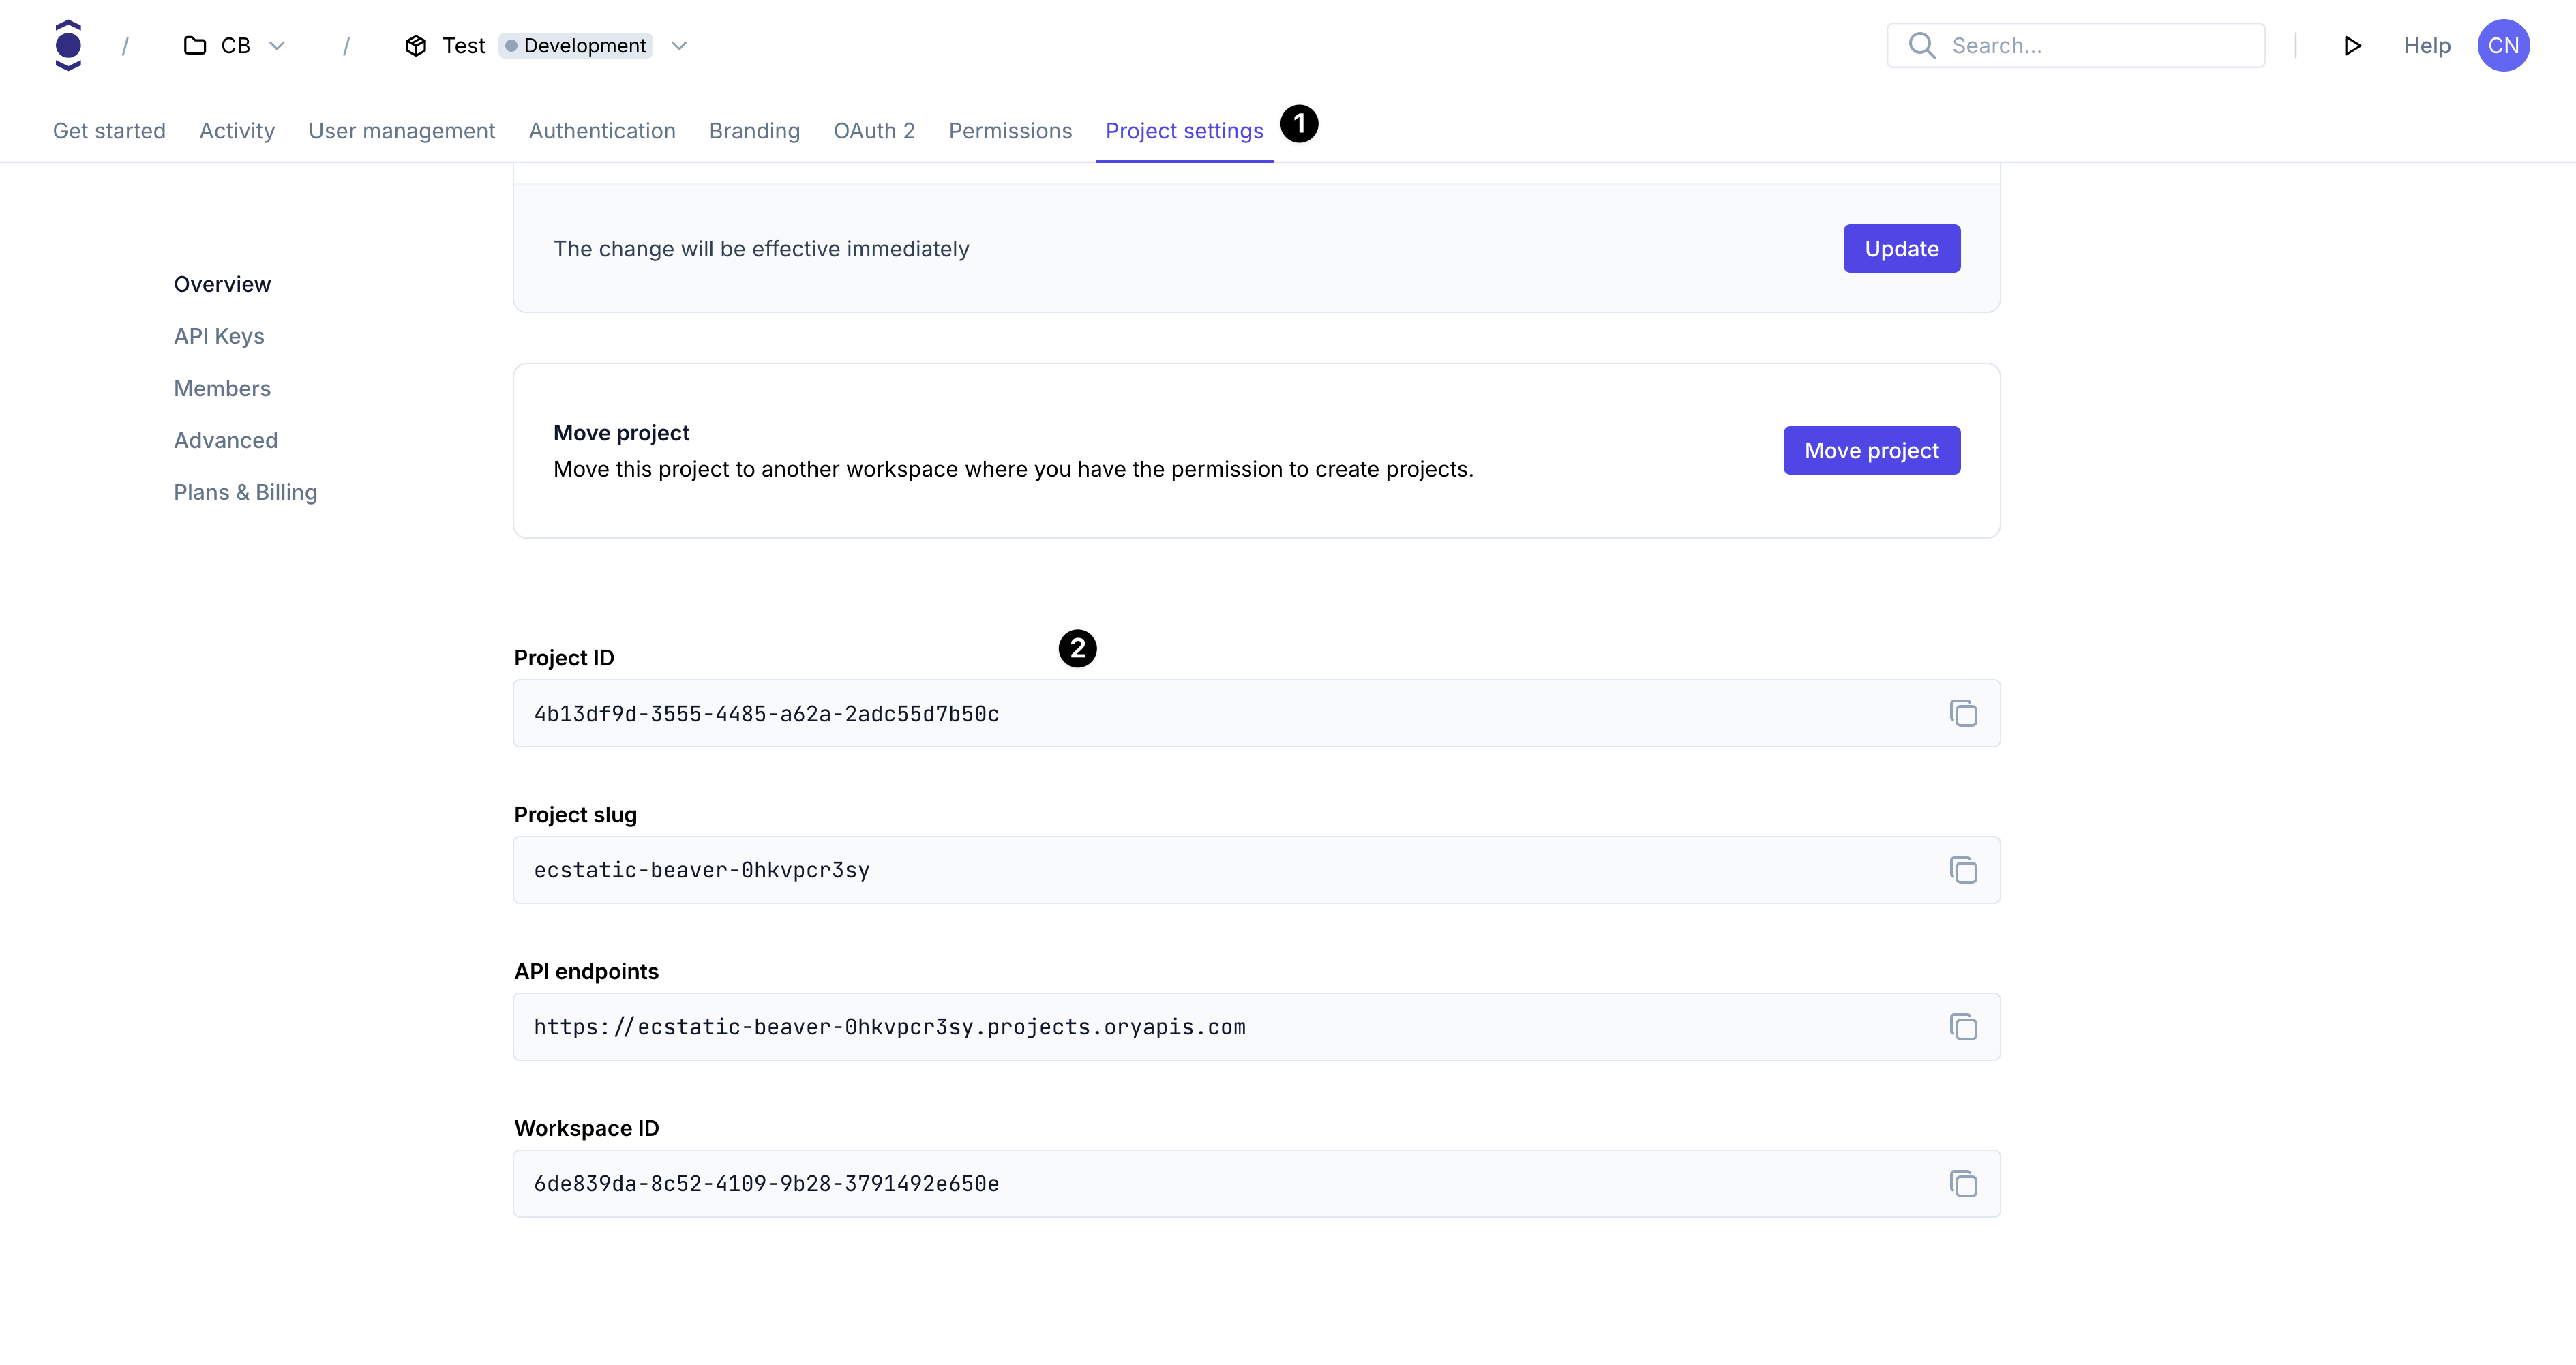 / CB / Test Development Search... Help CN
Get started Activity User management Authentication Branding OAuth 2 Permissions Project settings 1
The change will be effective immediately Update
Overview
API Keys
Members
Advanced
Plans & Billing
Move project
Move this project to another workspace where you have the permission to create projects.
Move project
2
Project ID
4b13df9d-3555-4485-a62a-2adc55d7b50c
Project slug
ecstatic-beaver-0hkvpcr3sy
API endpoints
https://ecstatic-beaver-0hkvpcr3sy.projects.oryapis.com
Workspace ID
6de839da-8c52-4109-9b28-3791492e650e